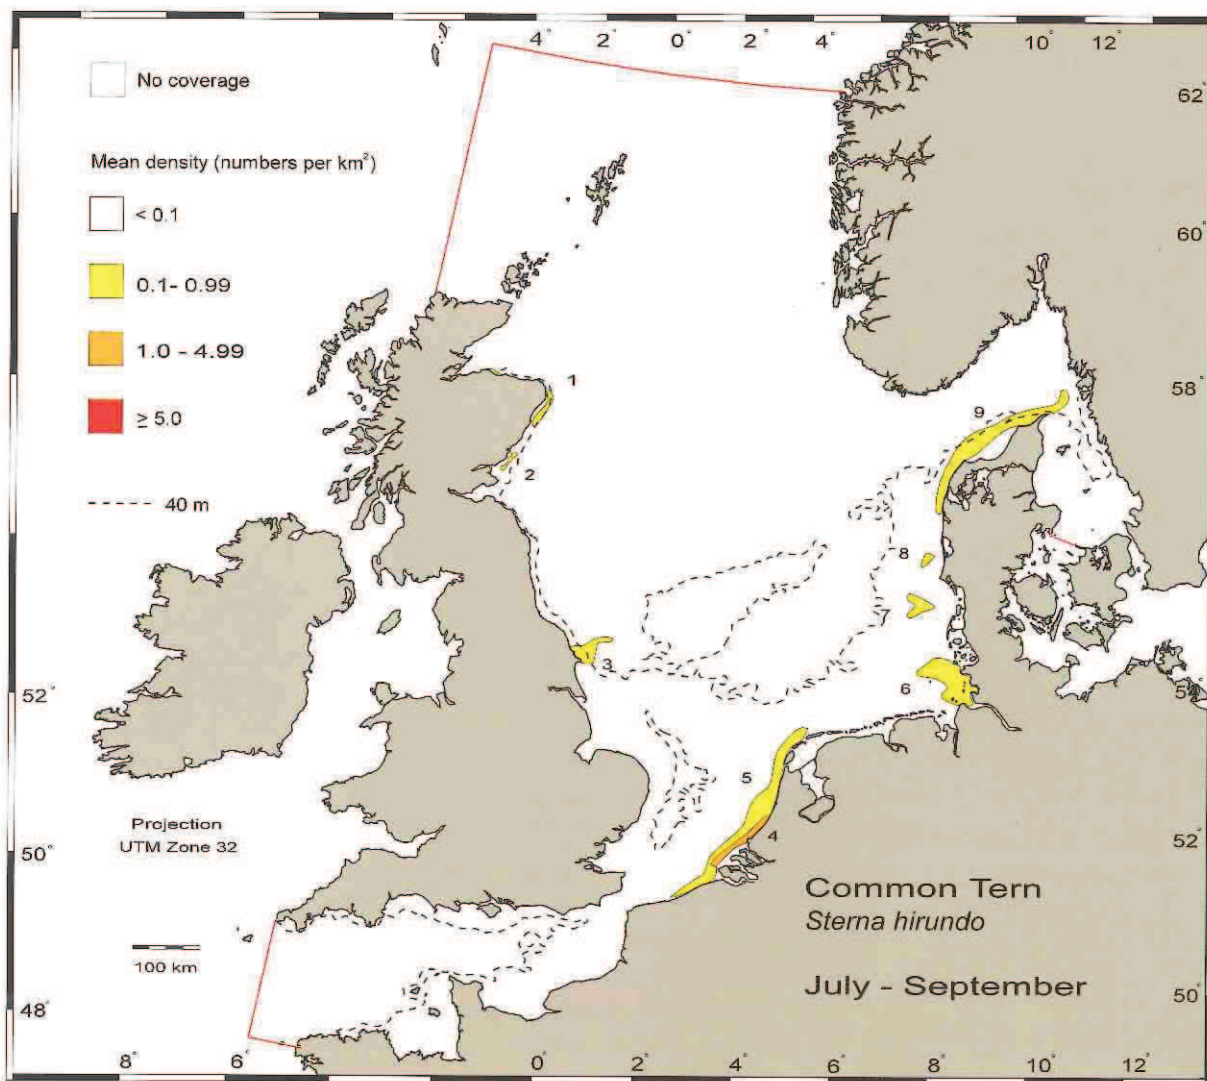 4° 2° 0° 2° 4° 10° 12°
No coverage
62°
Mean density (numbers per km²)
< 0.1
60°
0.1- 0.99
1.0 - 4.99
1
58°
≥ 5.0
9
2
40 m
8
7
3
52°
6
5
Projection
UTM Zone 32
4
52°
50°
Common Tern
Sterna hirundo
100 km
July - September
48°
50°
8° 6° 0° 2° 4° 6° 8° 10° 12°